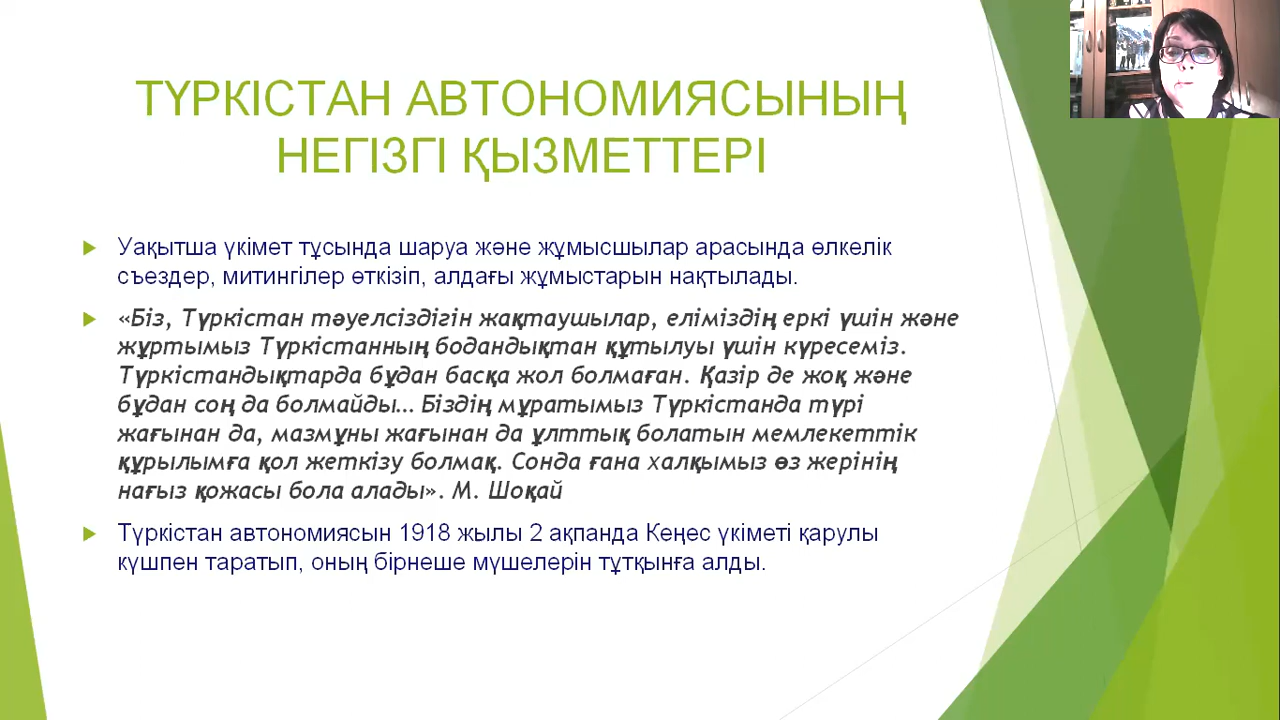 ТҮРКІСТАН АВТОНОМИЯСЫНЫҢ
НЕГІЗГІ ҚЫЗМЕТТЕРІ
Уақытша үкімет тұсында шаруа және жұмысшылар арасында өлкелік
съездер, митингілер өткізіп, алдағы жұмыстарын нақтылады.
«Біз, Түркістан тәуелсіздігін жақтаушылар, еліміздің еркі үшін және
жұртымыз Түркістанның бодандықтан құтылуы үшін күресеміз.
Түркістандықтарда бұдан басқа жол болмаған. Қазір де жоқ және
бұдан соң да болмайды... Біздің мұратымыз Түркістанда түрі
жағынан да, мазмұны жағынан да ұлттық болатын мемлекеттік
құрылымға қол жеткізу болмақ. Сонда ғана халқымыз өз жерінің
нағыз қожасы бола алады». М. Шоқай
Түркістан автономиясын 1918 жылы 2 ақпанда Кеңес үкіметі қарулы
күшпен таратып, оның бірнеше мүшелерін тұтқынға алды.